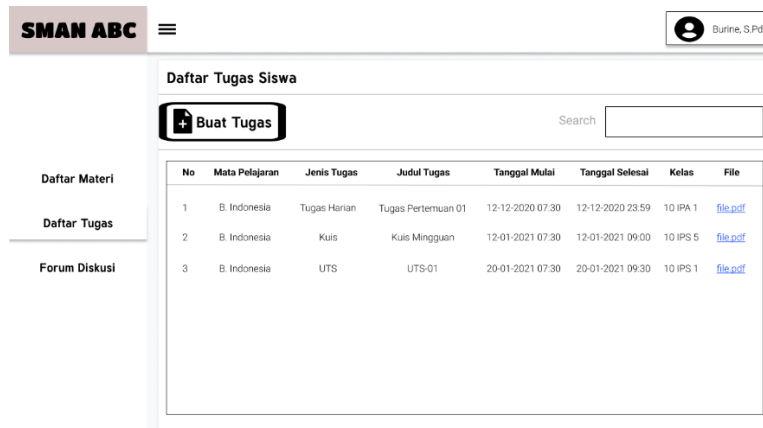 SMAN ABC
Burine, S.Pd
Daftar Tugas Siswa
Buat Tugas
Search
Daftar Materi
Daftar Tugas
Forum Diskusi
No Mata Pelajaran Jenis Tugas Judul Tugas Tanggal Mulai Tanggal Selesai Kelas File
1 B. Indonesia Tugas Harian Tugas Pertemuan 01 12-12-2020 07:30 12-12-2020 23:59 10 IPA 1 file.pdf
2 B. Indonesia Kuis Kuis Mingguan 12-01-2021 07:30 12-01-2021 09:00 10 IPS 5 file.pdf
3 B. Indonesia UTS UTS-01 20-01-2021 07:30 20-01-2021 09:30 10 IPS 1 file.pdf